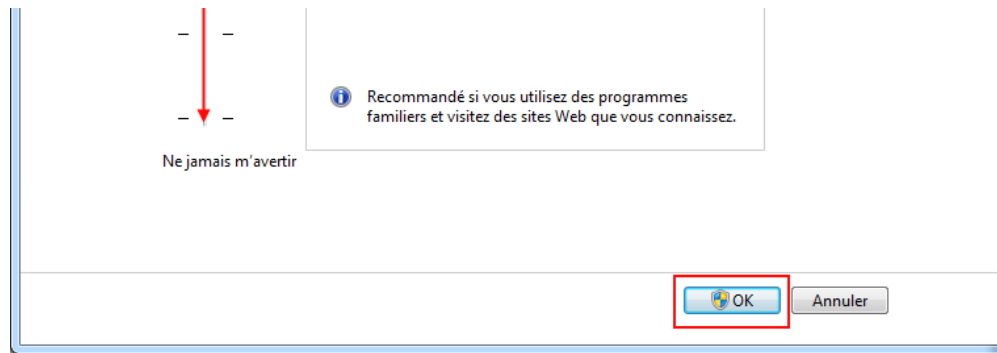 Recommandé si vous utilisez des programmes
familiers et visitez des sites Web que vous connaissez.
Ne jamais m'avertir
OK
Annuler